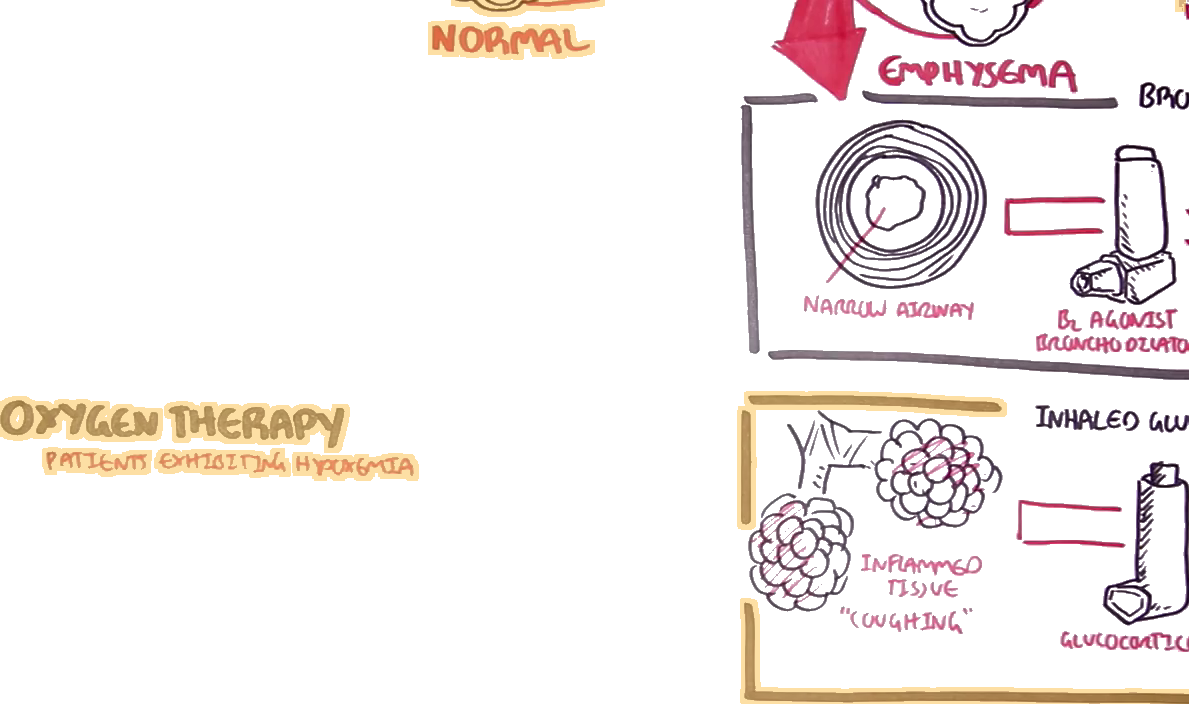 NORMAL
EMPHYSEMA
NARROW AIRWAY
B2 AGONIST
OXYGEN THERAPY
PATIENTS EXHIBITING HYPOXEMIA
INHALED
INFLAMMED
TISSUE
"COUGHING"